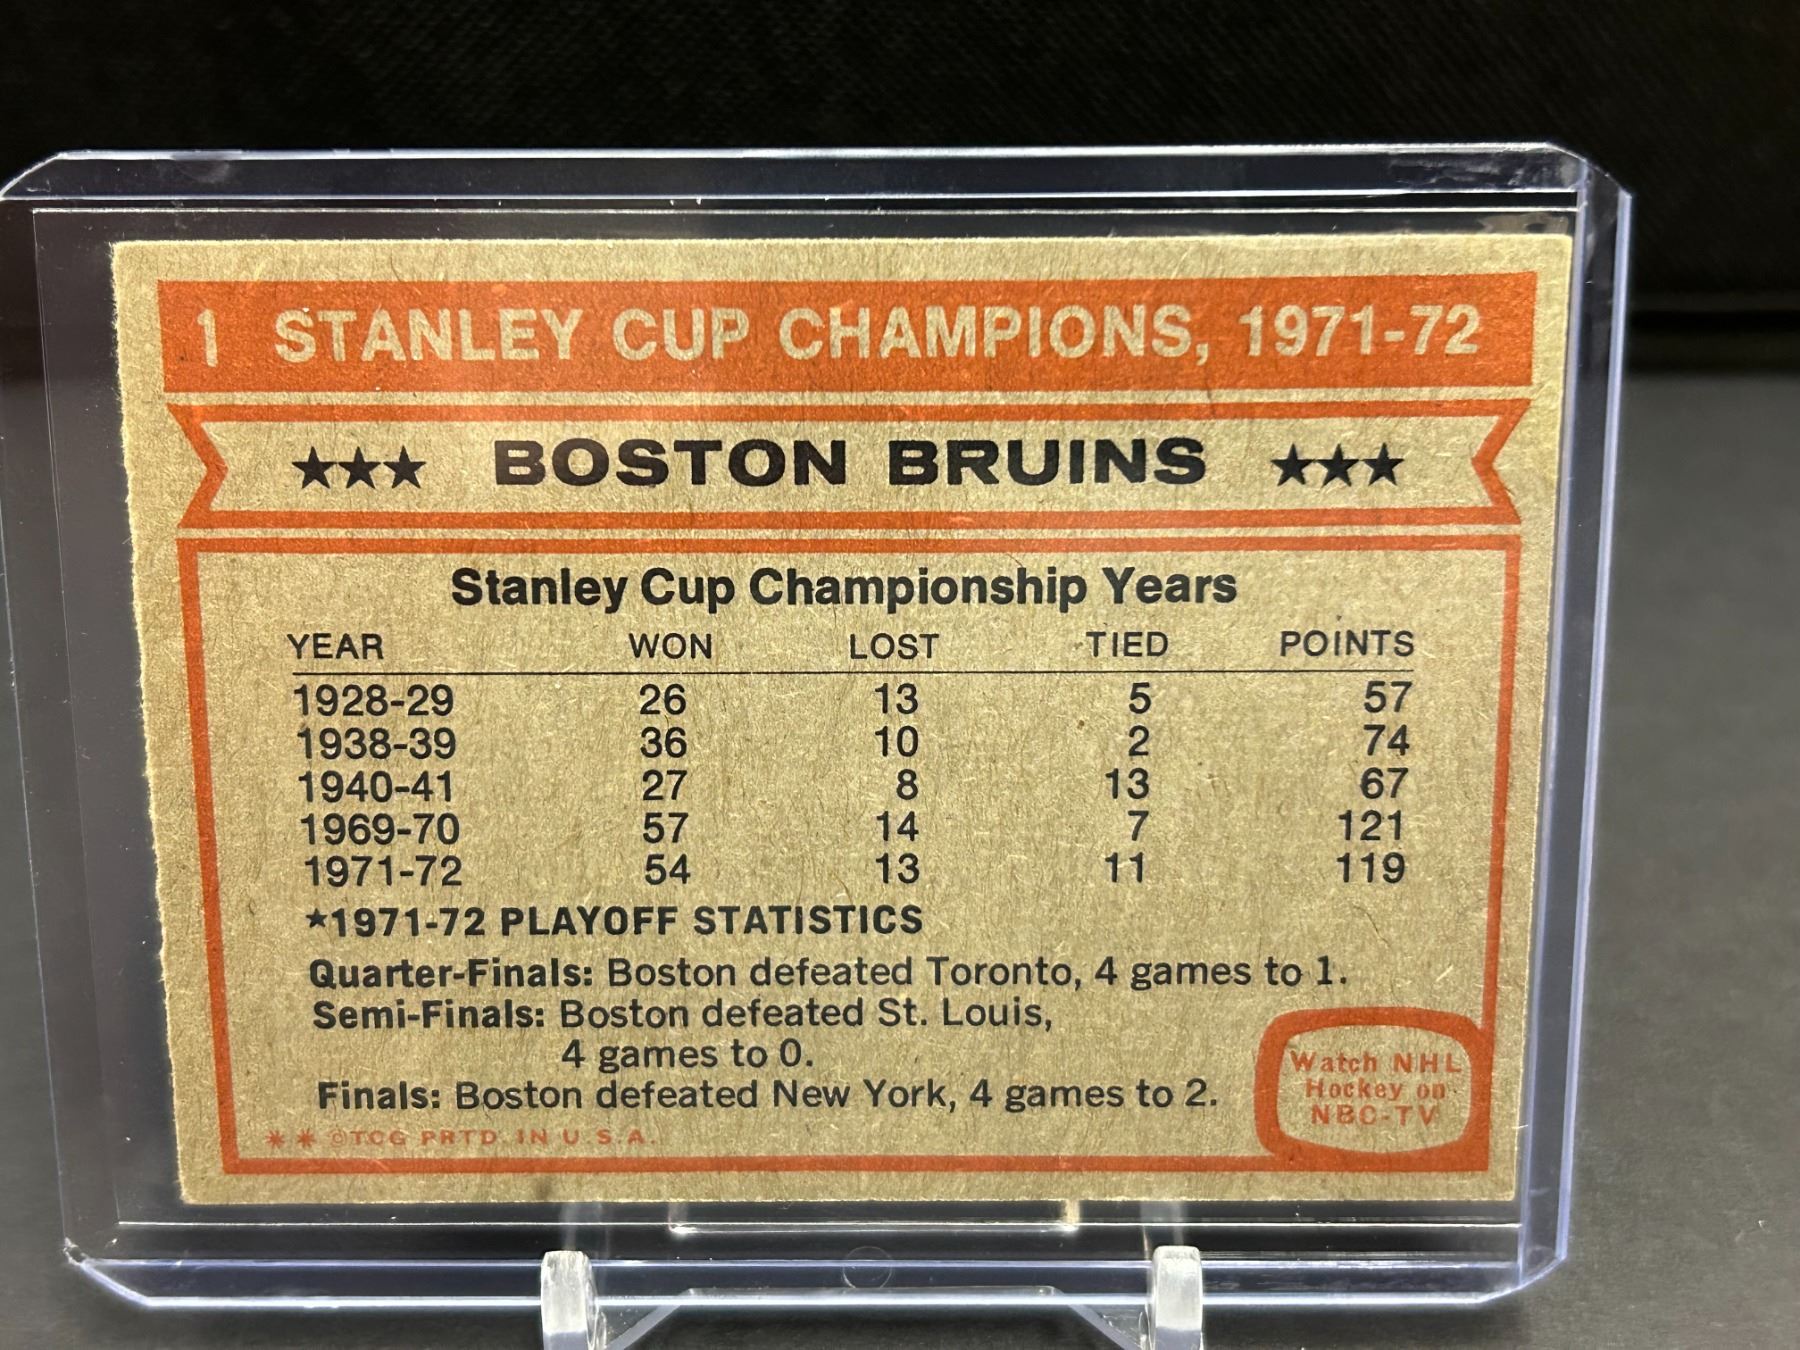 1 STANLEY CUP CHAMPIONS, 1971-72
★★★ BOSTON BRUINS ★★★
Stanley Cup Championship Years
YEAR WON LOST TIED POINTS
1928-29 26 13 5 57
1938-39 36 10 2 74
1940-41 27 8 13 67
1969-70 57 14 7 121
1971-72 54 13 11 119
★1971-72 PLAYOFF STATISTICS
Quarter-Finals: Boston defeated Toronto, 4 games to 1.
Semi-Finals: Boston defeated St. Louis,
4 games to 0.
Finals: Boston defeated New York, 4 games to 2.
Watch NHL
Hockey on
NBC-TV
✶ ✶ ©TCG PRTD. IN U.S.A.